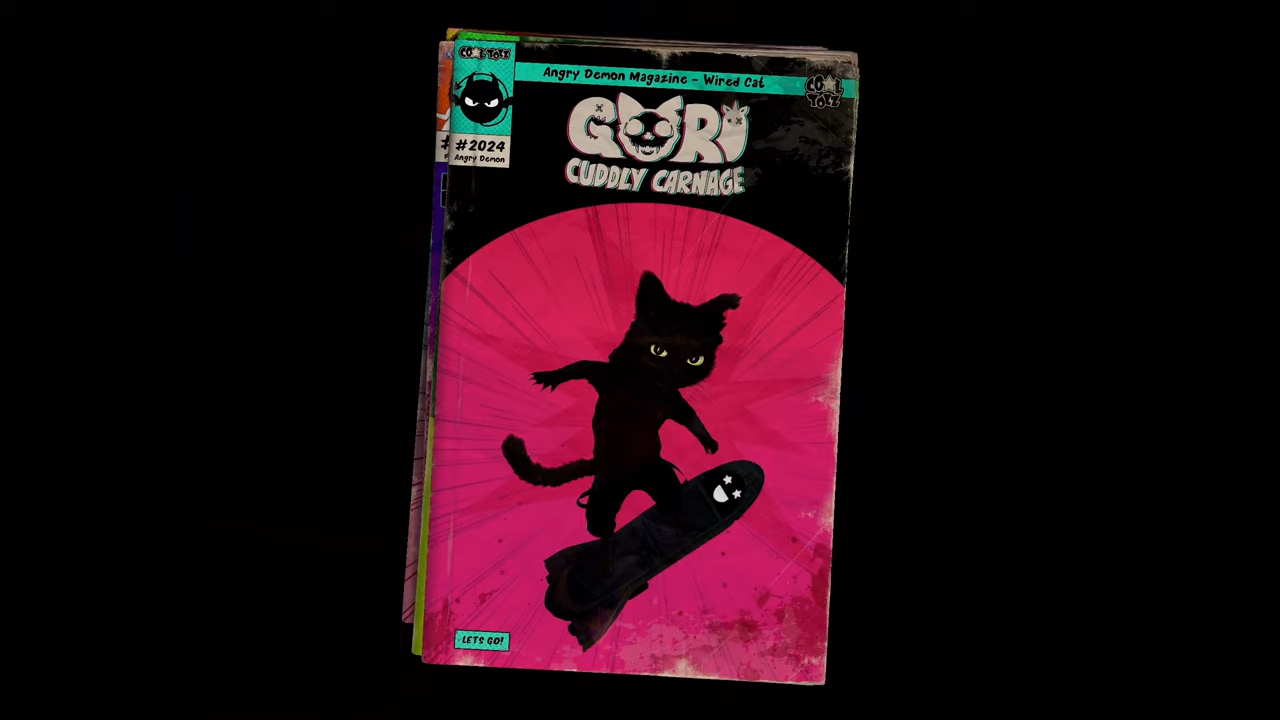 COOL TOYZ
Angry Demon Magazine - Wired Cat
COOL
TOYZ
#2024
Angry Demon
GORI
CUDDLY CARNAGE
LETS GO!